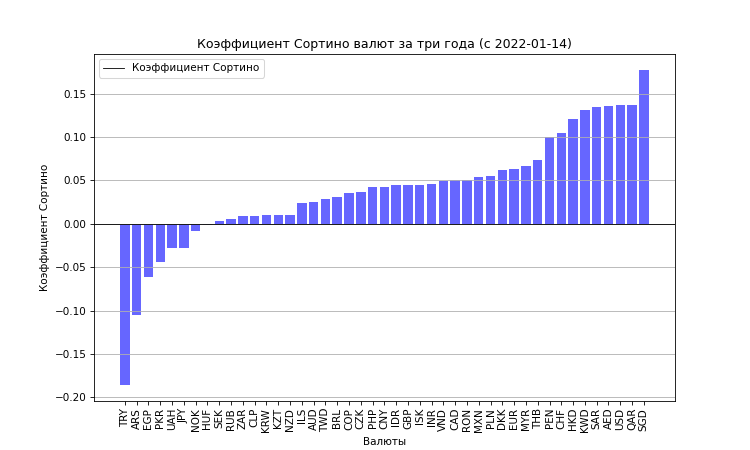 Коэффициент Сортино валют за три года (с 2022-01-14)
Коэффициент Сортино
Коэффициент Сортино
0.15
0.10
0.05
0.00
−0.05
−0.10
−0.15
−0.20
TRY
ARS
EGP
PKR
UAH
JPY
NOK
HUF
SEK
RUB
ZAR
CLP
KRW
KZT
NZD
ILS
AUD
TWD
BRL
COP
CZK
PHP
CNY
IDR
GBP
ISK
INR
VND
CAD
RON
MXN
PLN
DKK
EUR
MYR
THB
PEN
CHF
HKD
KWD
SAR
AED
USD
QAR
SGD
Валюты